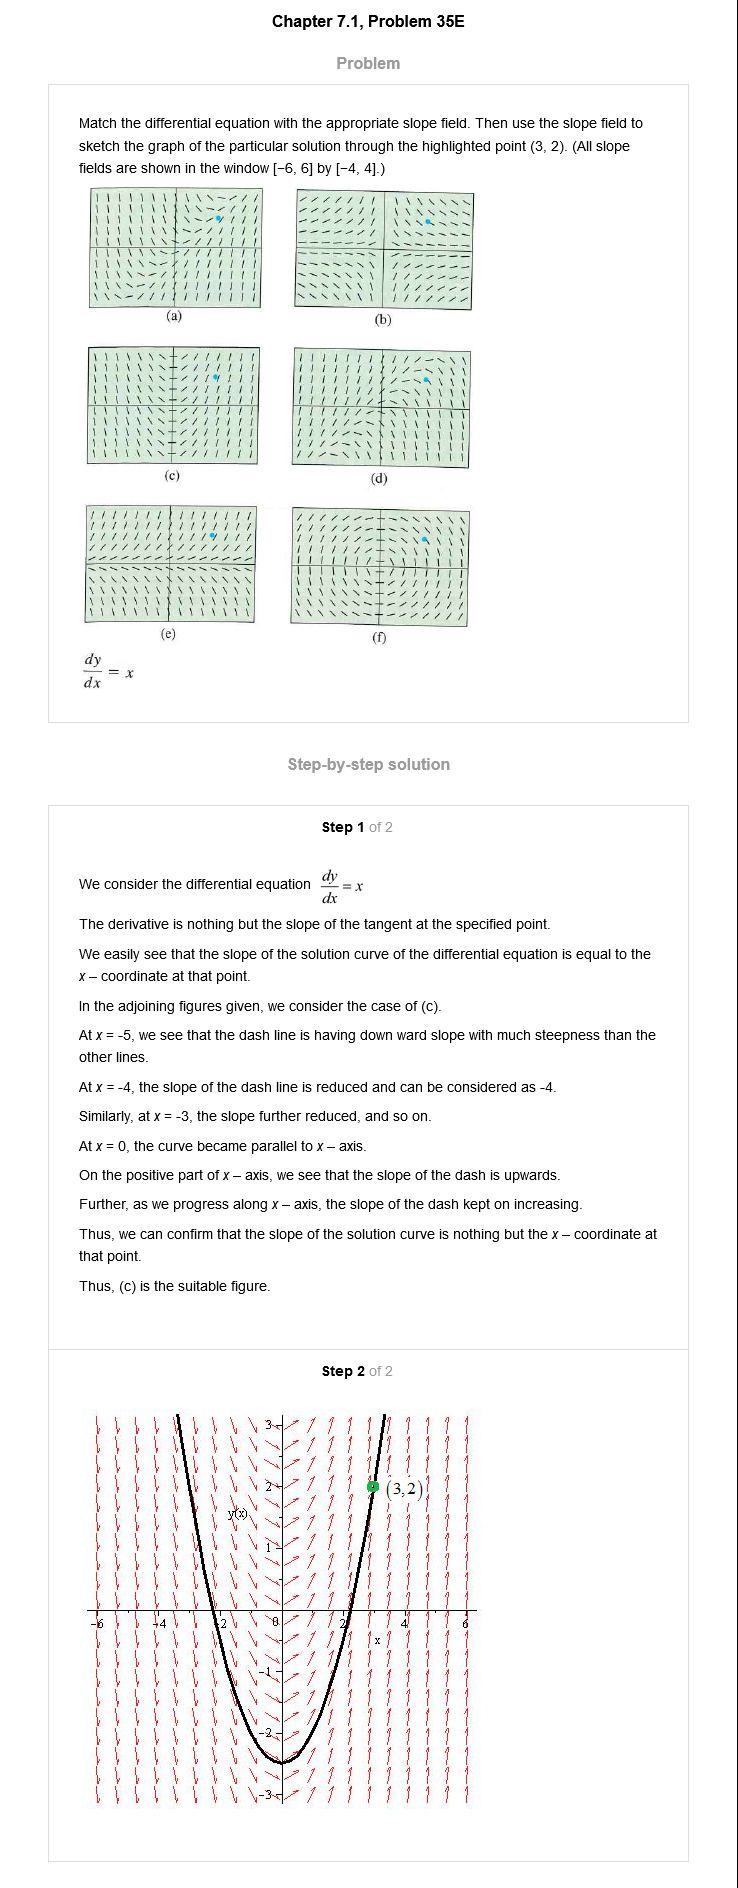 Chapter 7.1, Problem 35E
Problem
Match the differential equation with the appropriate slope field. Then use the slope field to
sketch the graph of the particular solution through the highlighted point (3, 2). (All slope
fields are shown in the window [−6, 6] by [−4, 4].)
(a)
(b)
(c)
(d)
(e)
(f)
dy/dx = x
Step-by-step solution
Step 1 of 2
We consider the differential equation dy/dx = x
The derivative is nothing but the slope of the tangent at the specified point.
We easily see that the slope of the solution curve of the differential equation is equal to the
x – coordinate at that point.
In the adjoining figures given, we consider the case of (c).
At x = -5, we see that the dash line is having down ward slope with much steepness than the
other lines.
At x = -4, the slope of the dash line is reduced and can be considered as -4.
Similarly, at x = -3, the slope further reduced, and so on.
At x = 0, the curve became parallel to x – axis.
On the positive part of x – axis, we see that the slope of the dash is upwards.
Further, as we progress along x – axis, the slope of the dash kept on increasing.
Thus, we can confirm that the slope of the solution curve is nothing but the x – coordinate at
that point.
Thus, (c) is the suitable figure.
Step 2 of 2
3
2
(3,2)
y(x)
1
-6 -4 -2 0 2 4 6
x
-1
-2
-3